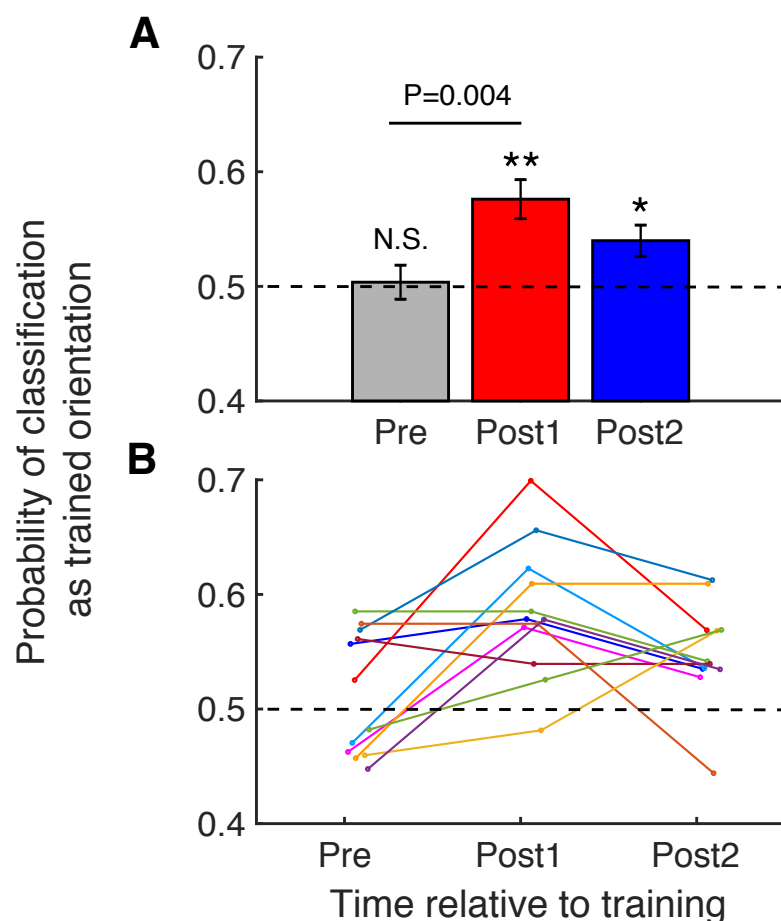 A
0.7
P=0.004
**
0.6
*
N.S.
0.5
0.4
Pre Post1 Post2
Probability of classification
as trained orientation
B
0.7
0.6
0.5
0.4
Pre Post1 Post2
Time relative to training